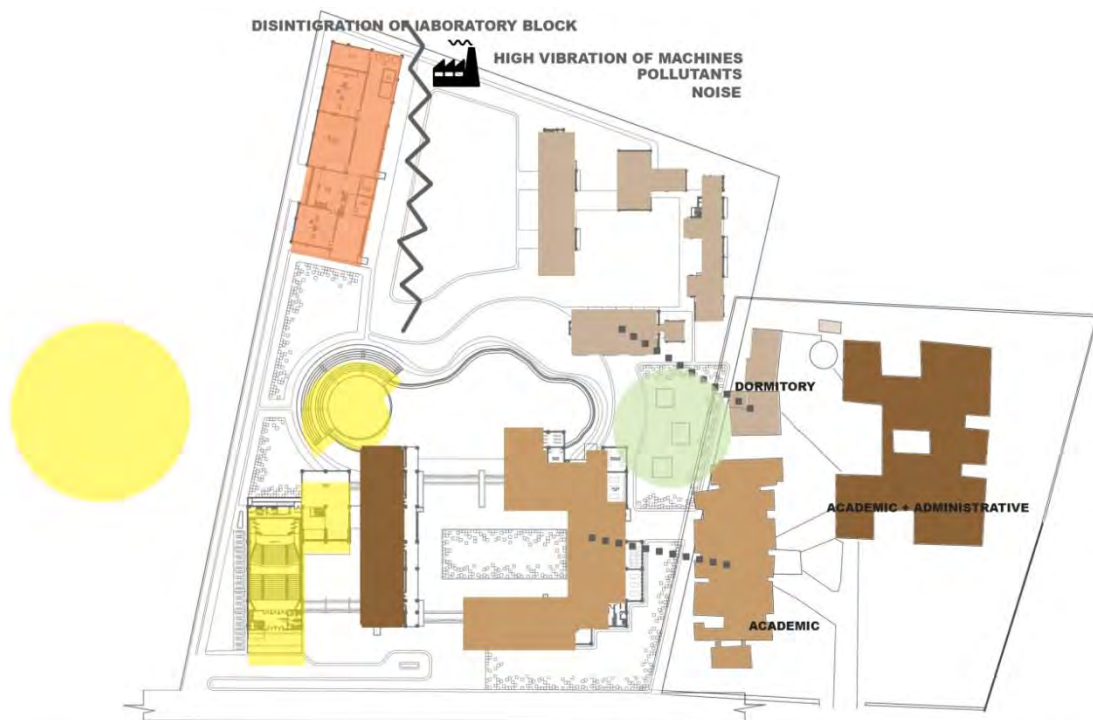 DISINTIGRATION OF lABORATORY BLOCK
HIGH VIBRATION OF MACHINES
POLLUTANTS
NOISE
DORMITORY
ACADEMIC + ADMINISTRATIVE
ACADEMIC